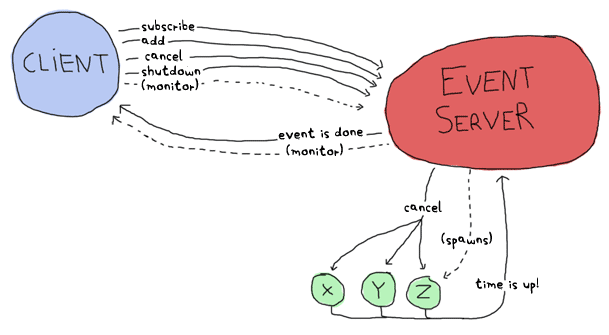 CLIENT
subscribe
add
cancel
shutdown
(monitor)
EVENT
SERVER
event is done
(monitor)
cancel
(spawns)
time is up!
X
Y
Z